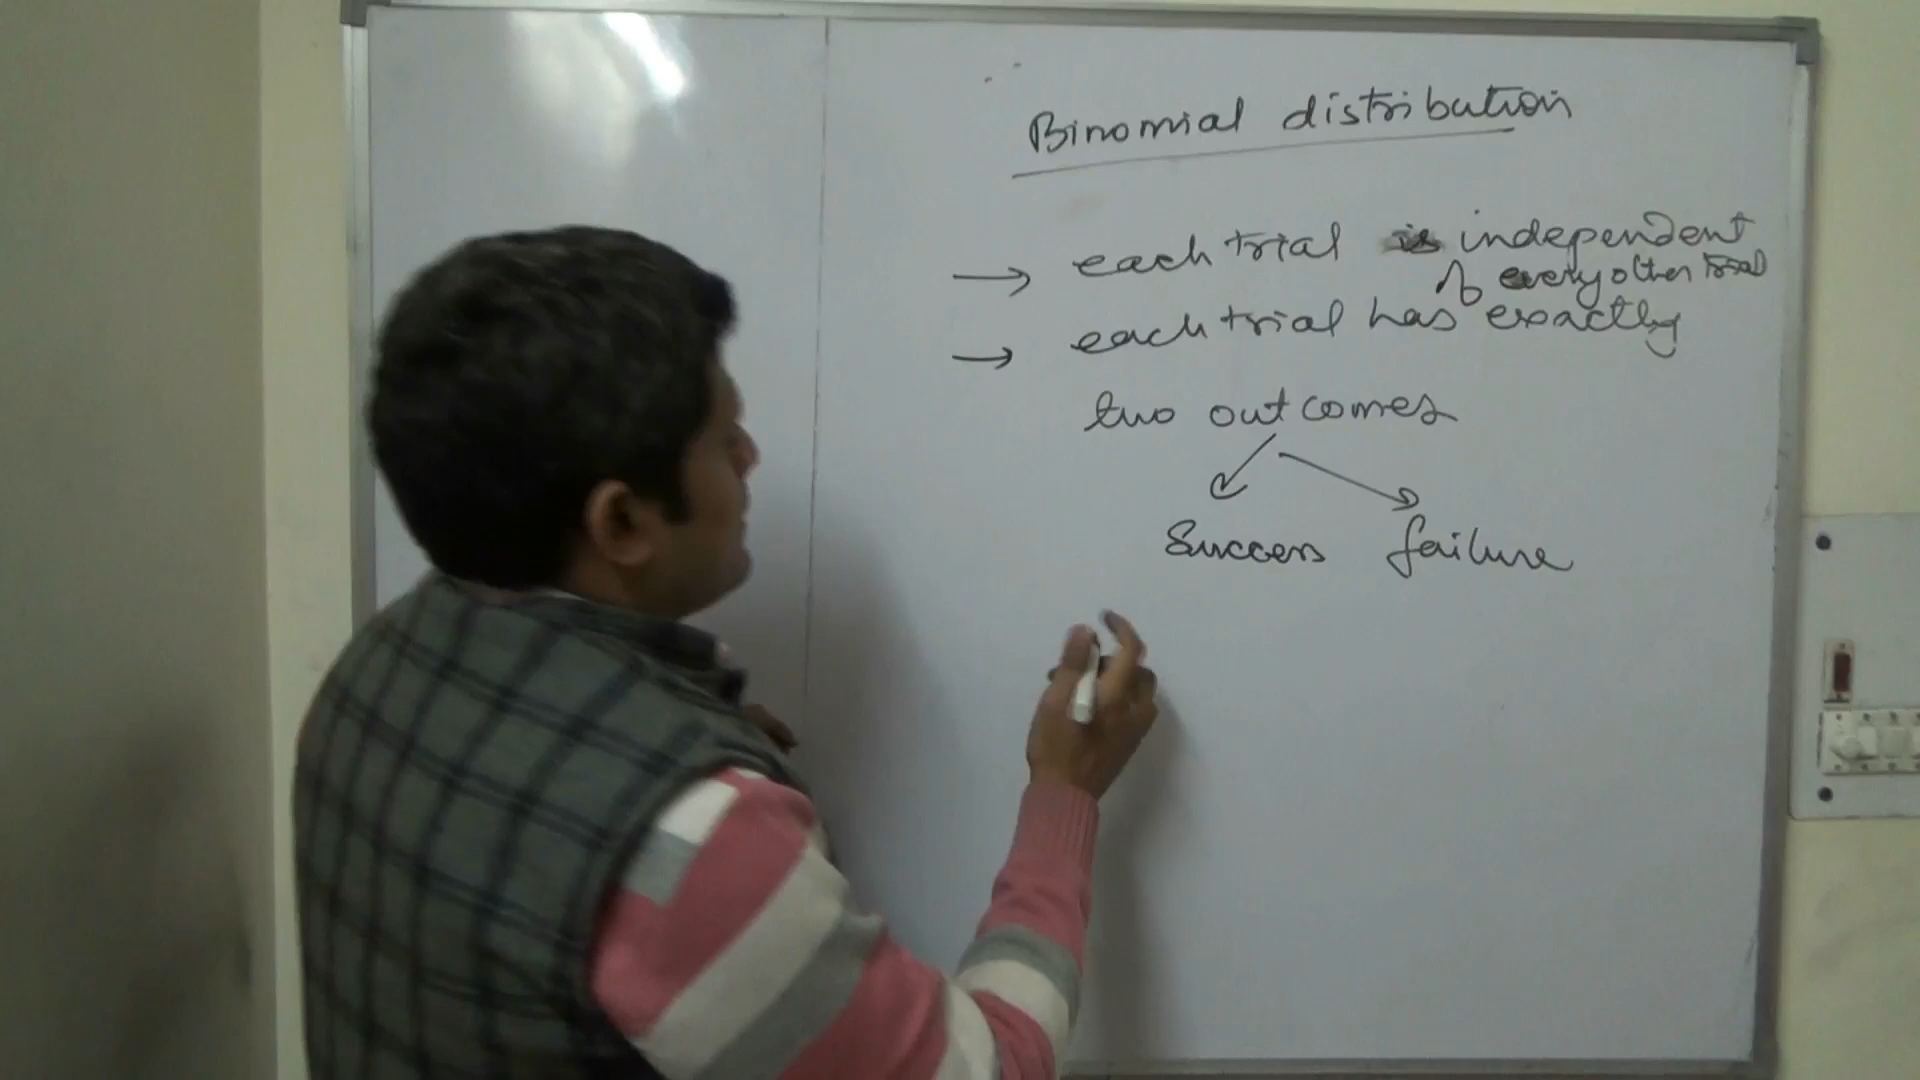 Binomial distribution
→ each trial is independent
of every other trial
→ each trial has exactly
two outcomes
Success failure